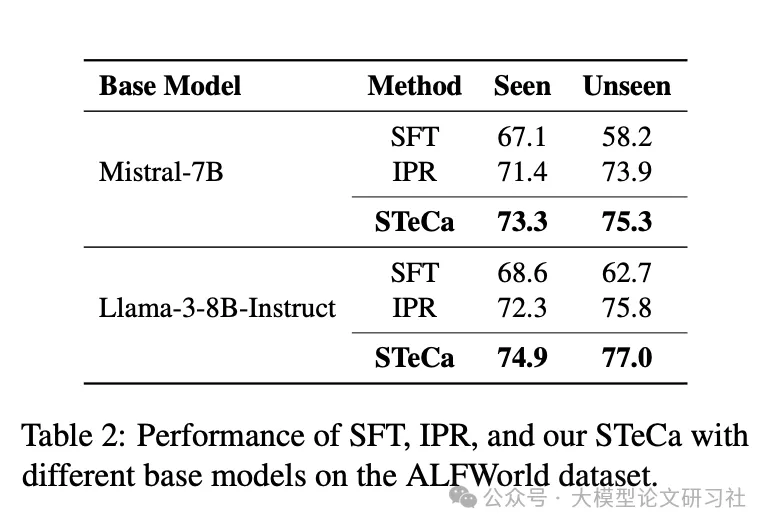 Base Model Method Seen Unseen
SFT 67.1 58.2
Mistral-7B IPR 71.4 73.9
STeCa 73.3 75.3
SFT 68.6 62.7
Llama-3-8B-Instruct IPR 72.3 75.8
STeCa 74.9 77.0
Table 2: Performance of SFT, IPR, and our STeCa with
different base models on the ALFWorld dataset.
公众号 · 大模型论文研习社